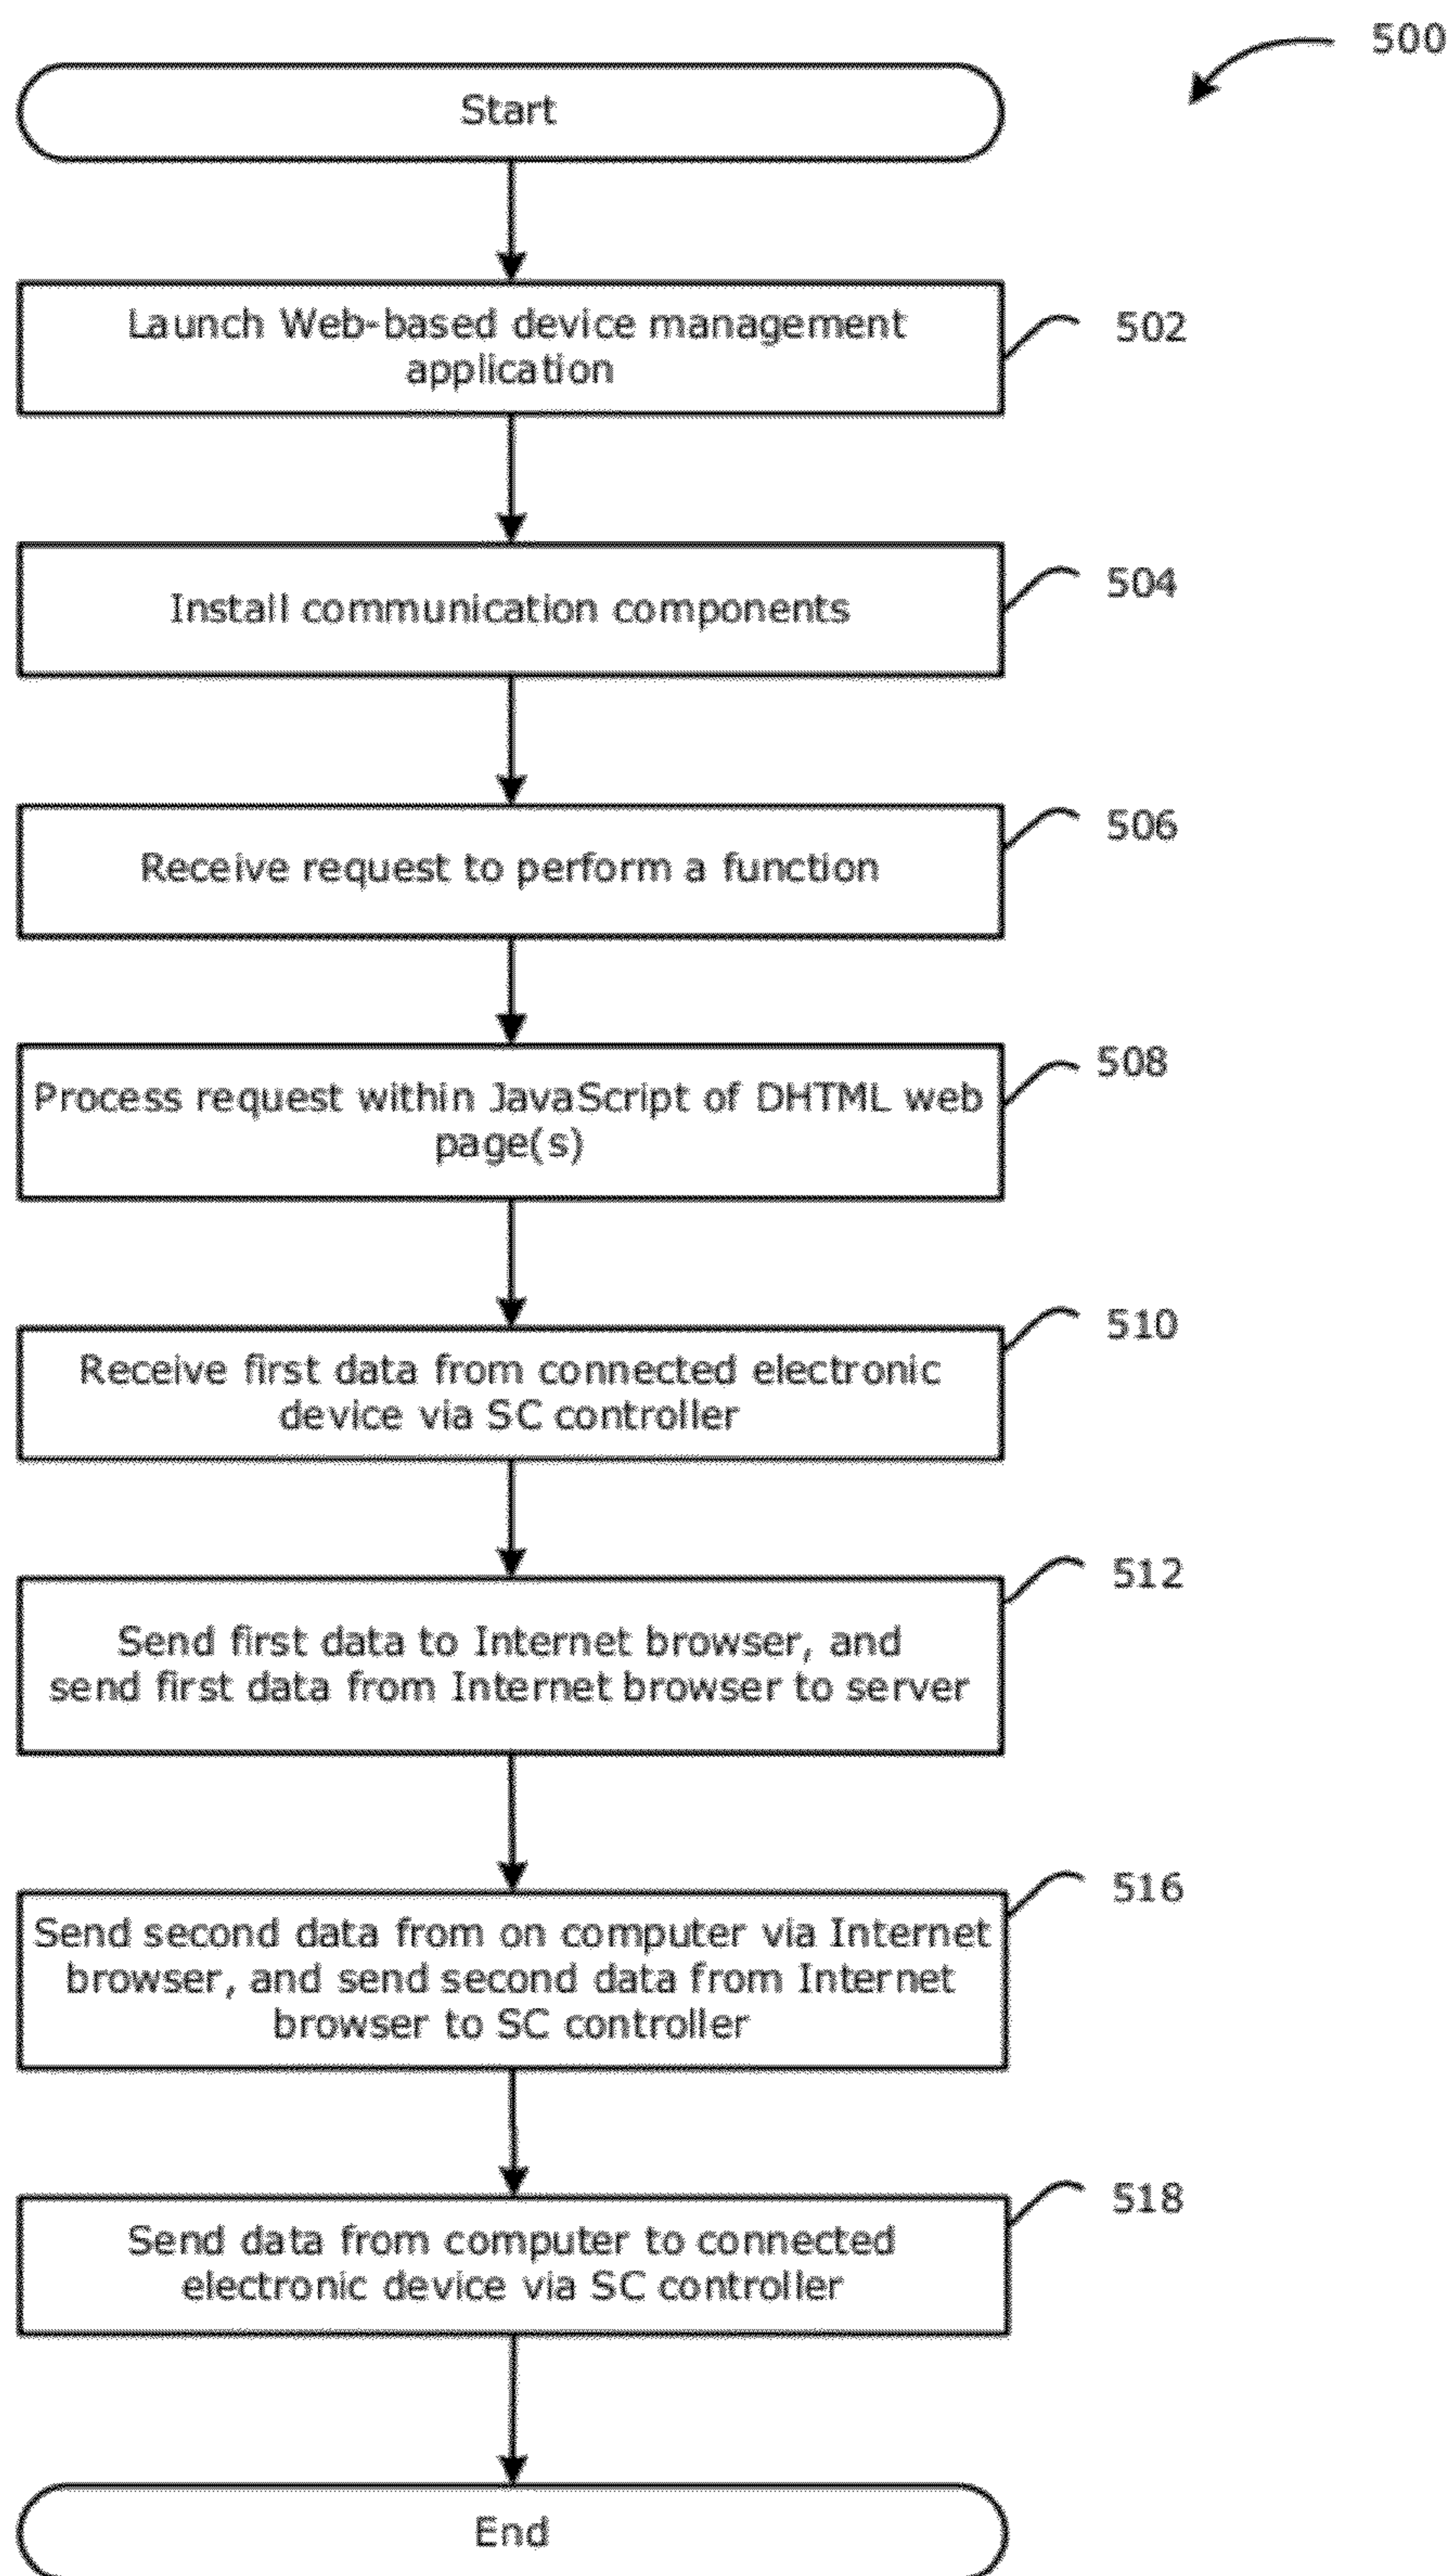 500
Start
Launch Web-based device management
application
502
Install communication components
504
Receive request to perform a function
506
Process request within JavaScript of DHTML web
page(s)
508
Receive first data from connected electronic
device via SC controller
510
Send first data to Internet browser, and
send first data from Internet browser to server
512
Send second data from on computer via Internet
browser, and send second data from Internet
browser to SC controller
516
Send data from computer to connected
electronic device via SC controller
518
End